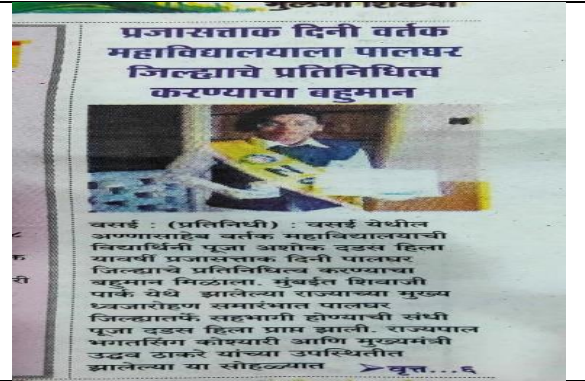 प्रजासत्ताक दिनी वर्तक
महाविद्यालयाला पालघर
जिल्ह्याचे प्रतिनिधित्व
करण्याचा बहुमान
वसई : (प्रतिनिधी) : वसई येथील
अण्णासाहेब वर्तक महाविद्यालयाची
विद्यार्थिनी पूजा अशोक दडस हिला
यावर्षी प्रजासत्ताक दिनी पालघर
जिल्ह्याचे प्रतिनिधित्व करण्याचा
बहुमान मिळाला. मुंबईत शिवाजी
पार्क येथे झालेल्या राज्याच्या मुख्य
ध्वजारोहण समारंभात पालघर
जिल्ह्यातर्फे सहभागी होण्याची संधी
पूजा दडस हिला प्राप्त झाली. राज्यपाल
भगतसिंग कोश्यारी आणि मुख्यमंत्री
उद्धव ठाकरे यांच्या उपस्थितीत
झालेल्या या सोहळ्यात
वृत्त...६